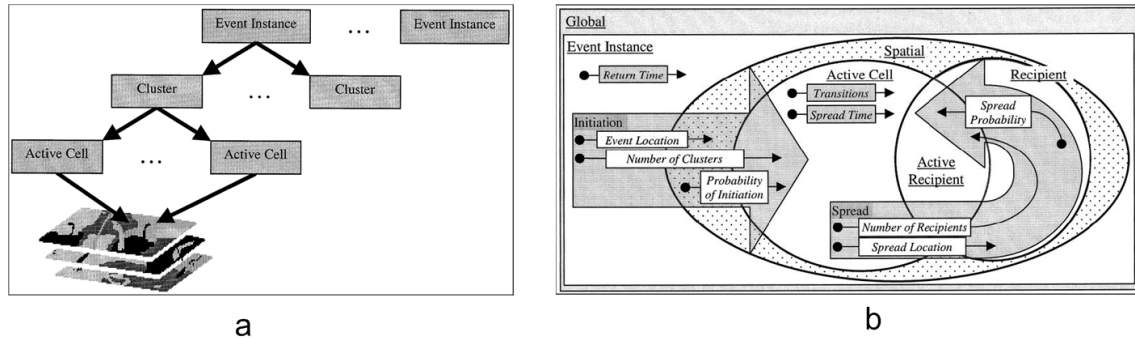 Event Instance
...
Event Instance
Cluster
...
Cluster
Active Cell
...
Active Cell
a
Global
Event Instance
Spatial
Return Time
Active Cell
Recipient
Transitions
Spread Time
Spread
Probability
Initiation
Event Location
Number of Clusters
Probability
of Initiation
Active
Recipient
Spread
Number of Recipients
Spread Location
b